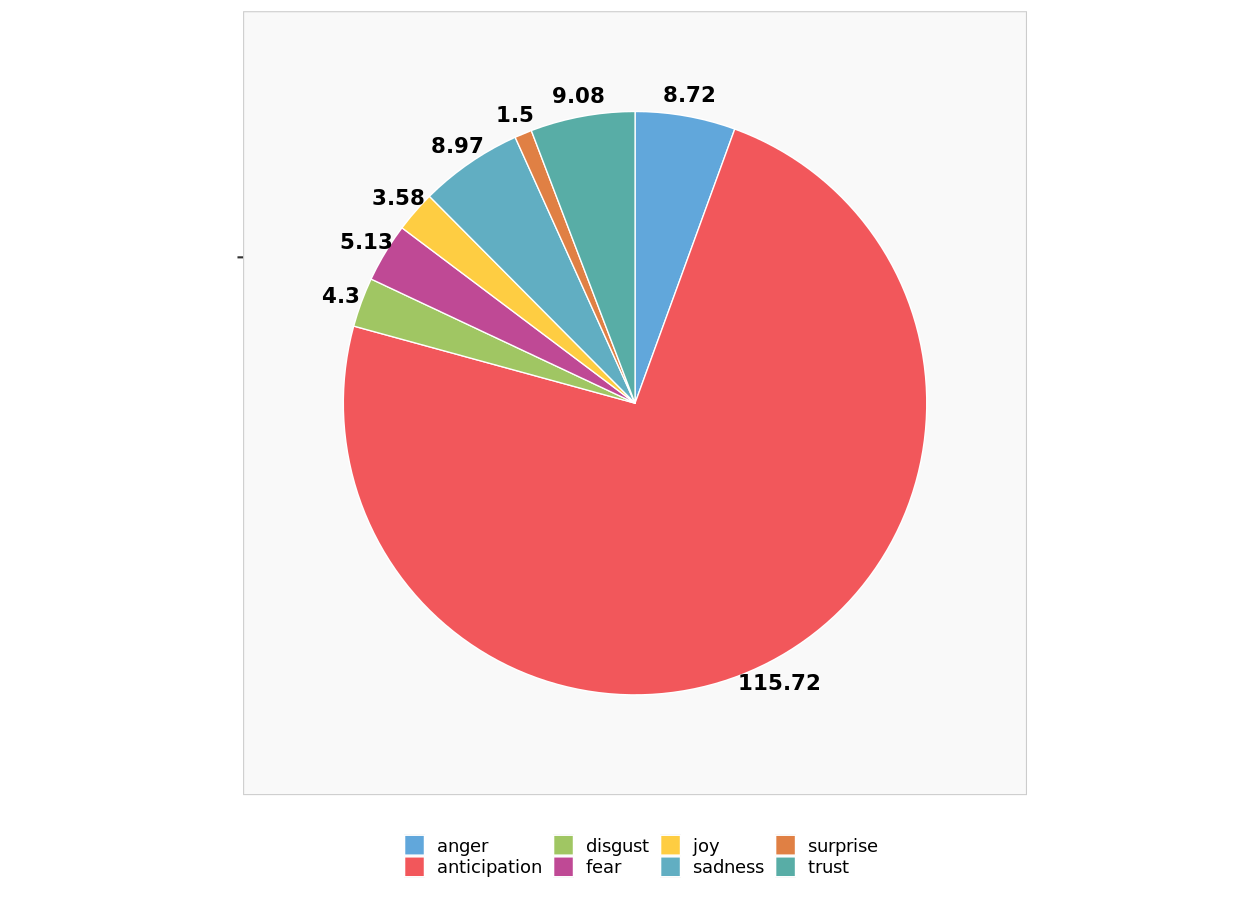 9.08
8.72
1.5
8.97
3.58
5.13
4.3
115.72
anger
disgust
joy
surprise
anticipation
fear
sadness
trust